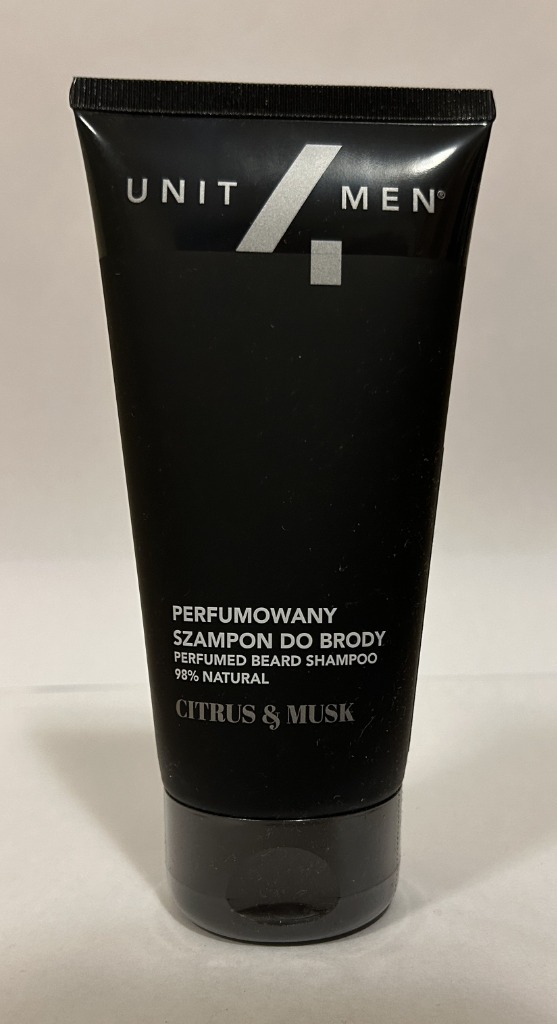 UNIT 4 MEN®
PERFUMOWANY
SZAMPON DO BRODY
PERFUMED BEARD SHAMPOO
98% NATURAL
CITRUS & MUSK